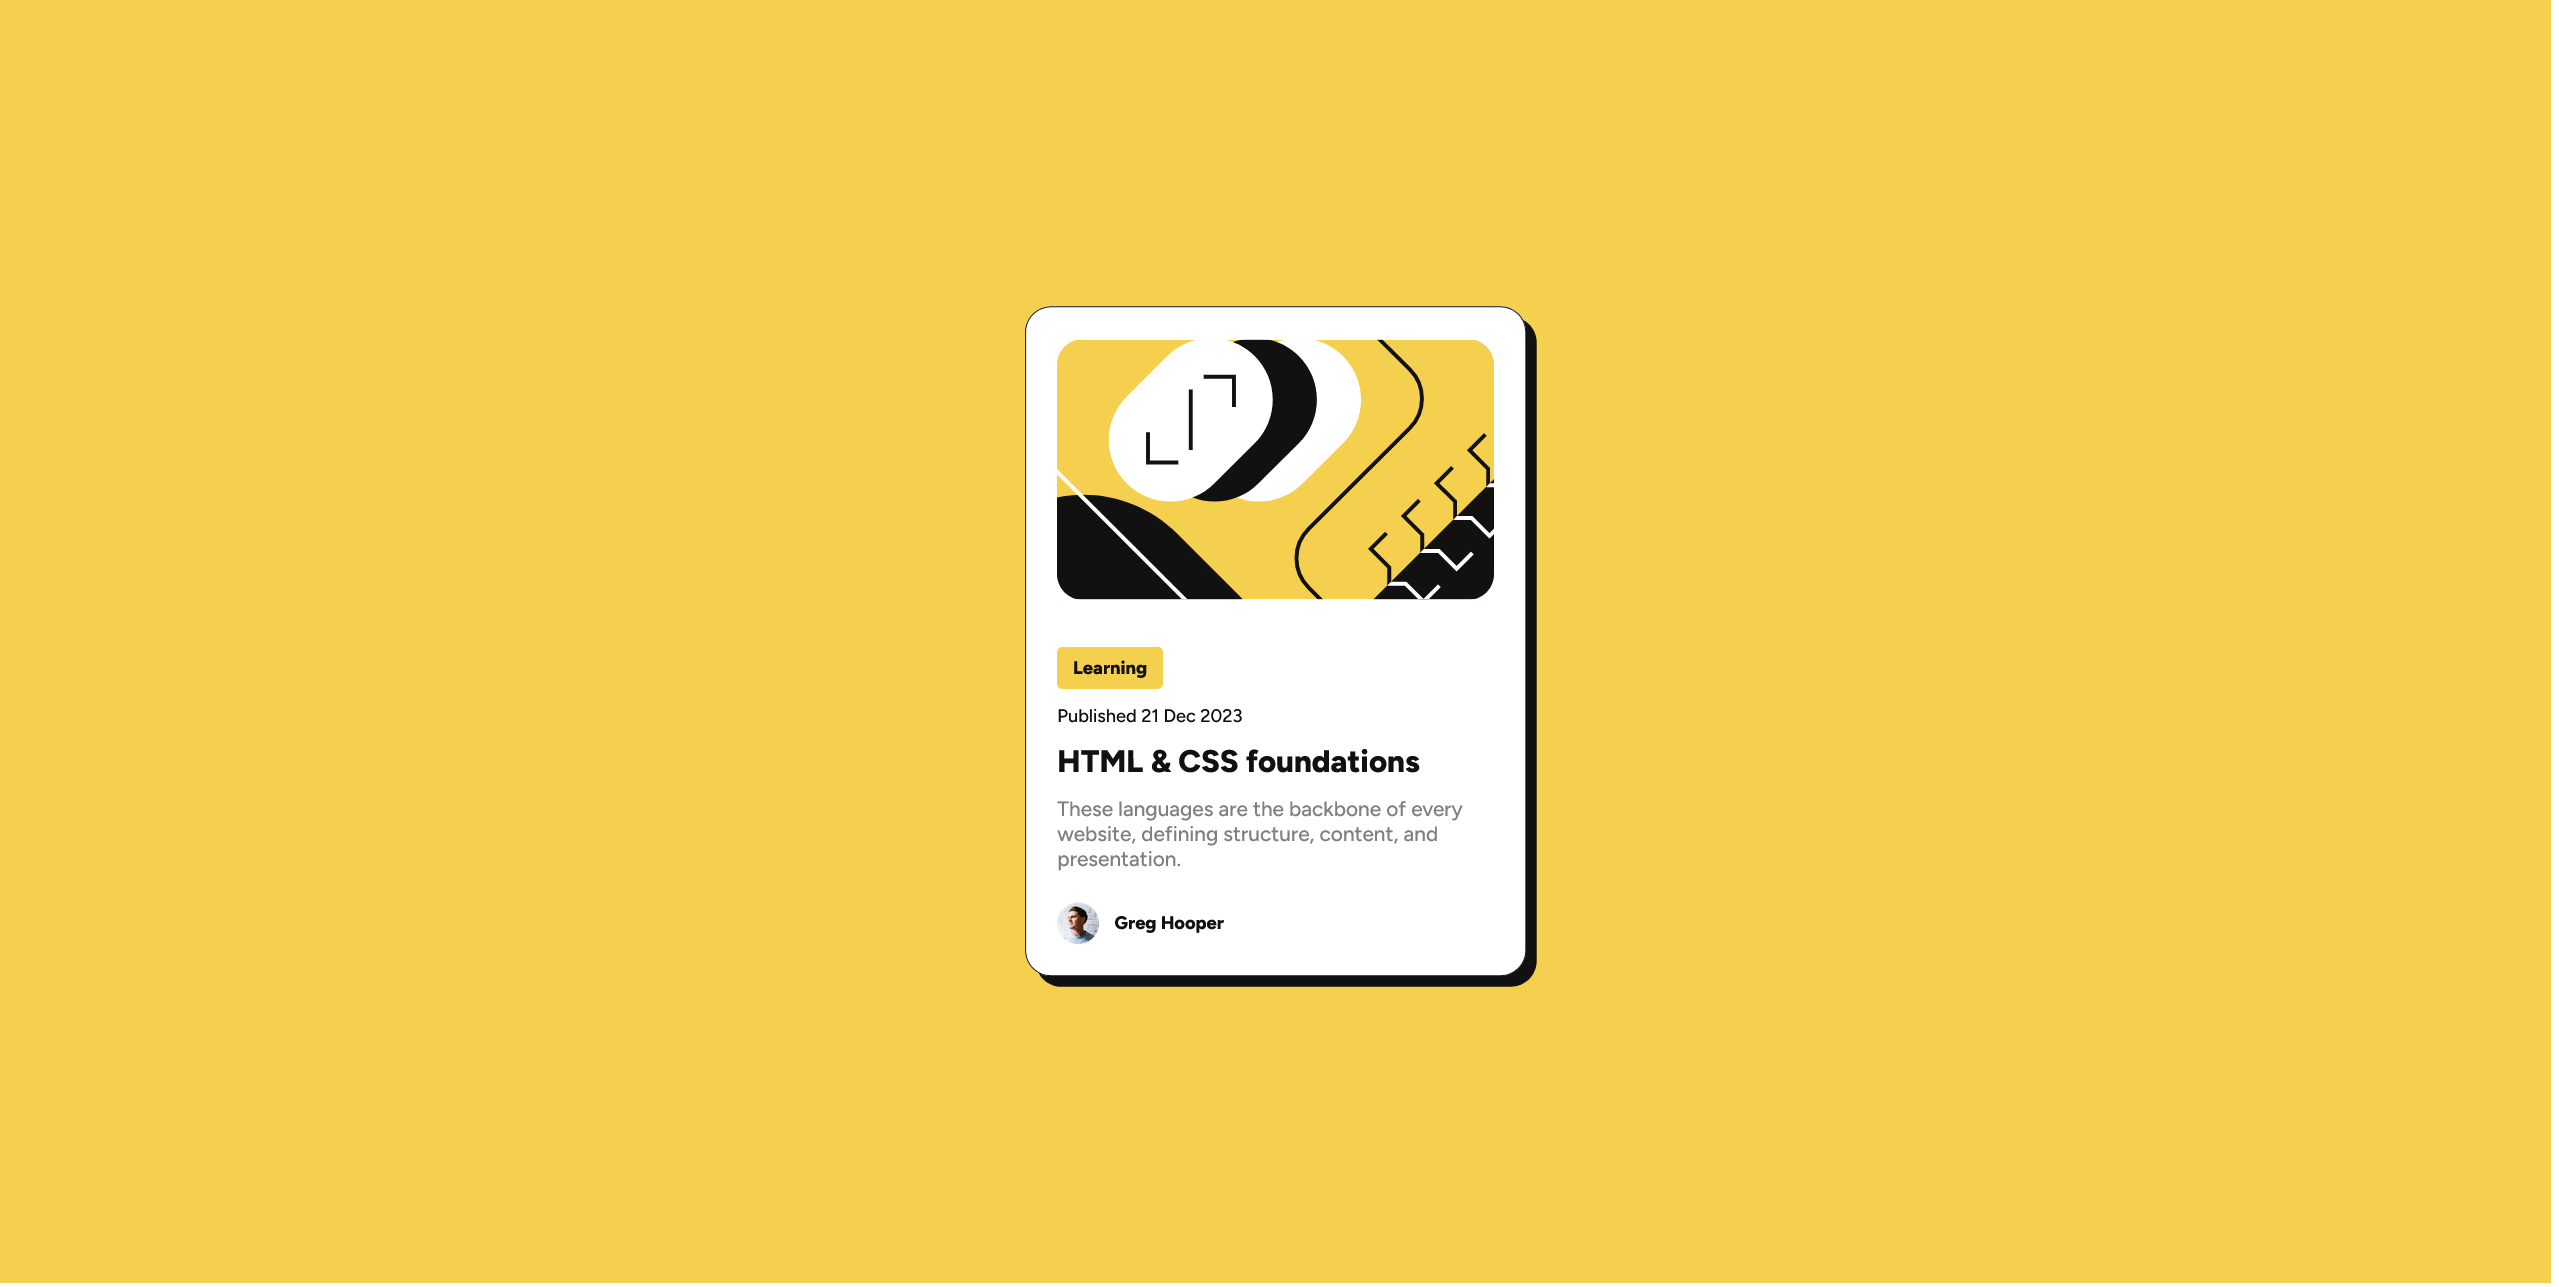 Learning
Published 21 Dec 2023
HTML & CSS foundations
These languages are the backbone of every
website, defining structure, content, and
presentation.
Greg Hooper